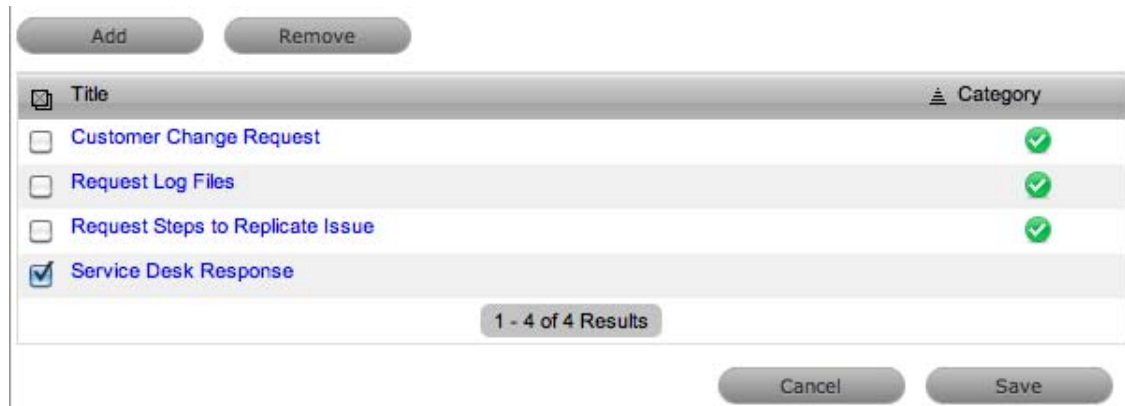 Add Remove
Title Category
Customer Change Request
Request Log Files
Request Steps to Replicate Issue
Service Desk Response
1 - 4 of 4 Results
Cancel Save